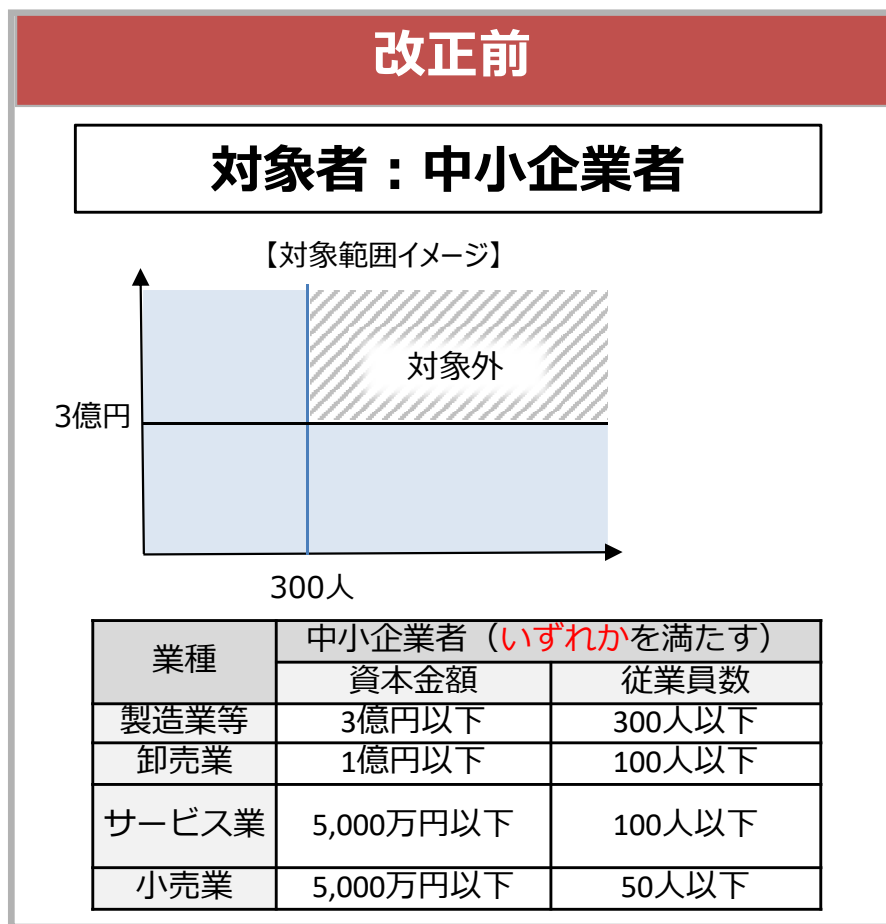 改正前
対象者:中小企業者
【対象範囲イメージ】
対象外
3億円
300人
業種 中小企業者(いずれかを満たす)
資本金額 従業員数
製造業等 3億円以下 300人以下
卸売業 1億円以下 100人以下
サービス業 5,000万円以下 100人以下
小売業 5,000万円以下 50人以下